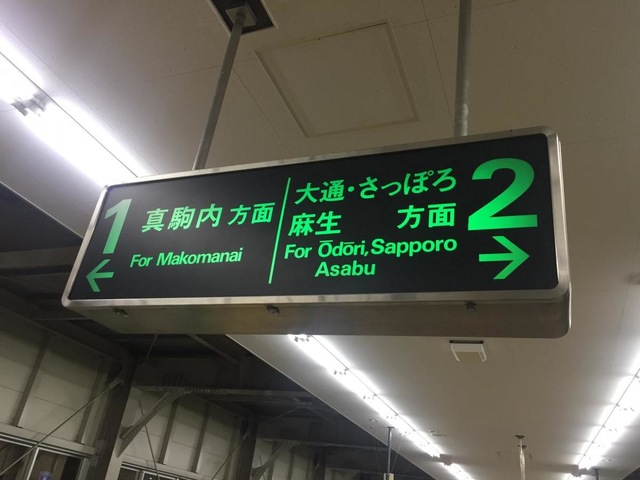 1
真駒内方面
For Makomanai
←
大通・さっぽろ
麻生 方面
For Ōdōri, Sapporo
Asabu
2
→